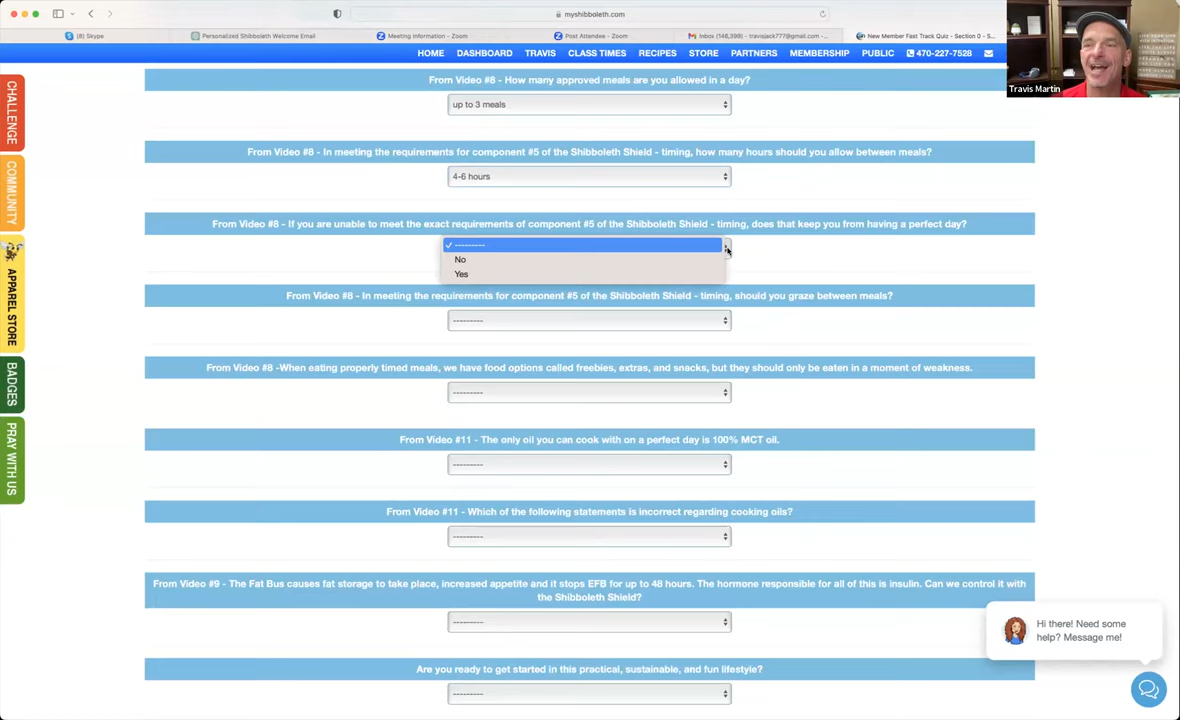 myshibboleth.com
(8) Skype
Personalized Shibboleth Welcome Email
Meeting Information - Zoom
Post Attendee - Zoom
Inbox (148,399) - travisjack777@gmail.com -...
New Member Fast Track Quiz - Section 0 - S...
HOME DASHBOARD TRAVIS CLASS TIMES RECIPES STORE PARTNERS MEMBERSHIP PUBLIC 470-227-7528
Travis Martin
CHALLENGE
COMMUNITY
APPAREL STORE
BADGES
PRAY WITH US
From Video #8 - How many approved meals are you allowed in a day?
up to 3 meals
From Video #8 - In meeting the requirements for component #5 of the Shibboleth Shield - timing, how many hours should you allow between meals?
4-6 hours
From Video #8 - If you are unable to meet the exact requirements of component #5 of the Shibboleth Shield - timing, does that keep you from having a perfect day?
✓ ---------
No
Yes
From Video #8 - In meeting the requirements for component #5 of the Shibboleth Shield - timing, should you graze between meals?
---------
From Video #8 -When eating properly timed meals, we have food options called freebies, extras, and snacks, but they should only be eaten in a moment of weakness.
---------
From Video #11 - The only oil you can cook with on a perfect day is 100% MCT oil.
---------
From Video #11 - Which of the following statements is incorrect regarding cooking oils?
---------
From Video #9 - The Fat Bus causes fat storage to take place, increased appetite and it stops EFB for up to 48 hours. The hormone responsible for all of this is insulin. Can we control it with
the Shibboleth Shield?
---------
Are you ready to get started in this practical, sustainable, and fun lifestyle?
---------
Hi there! Need some
help? Message me!